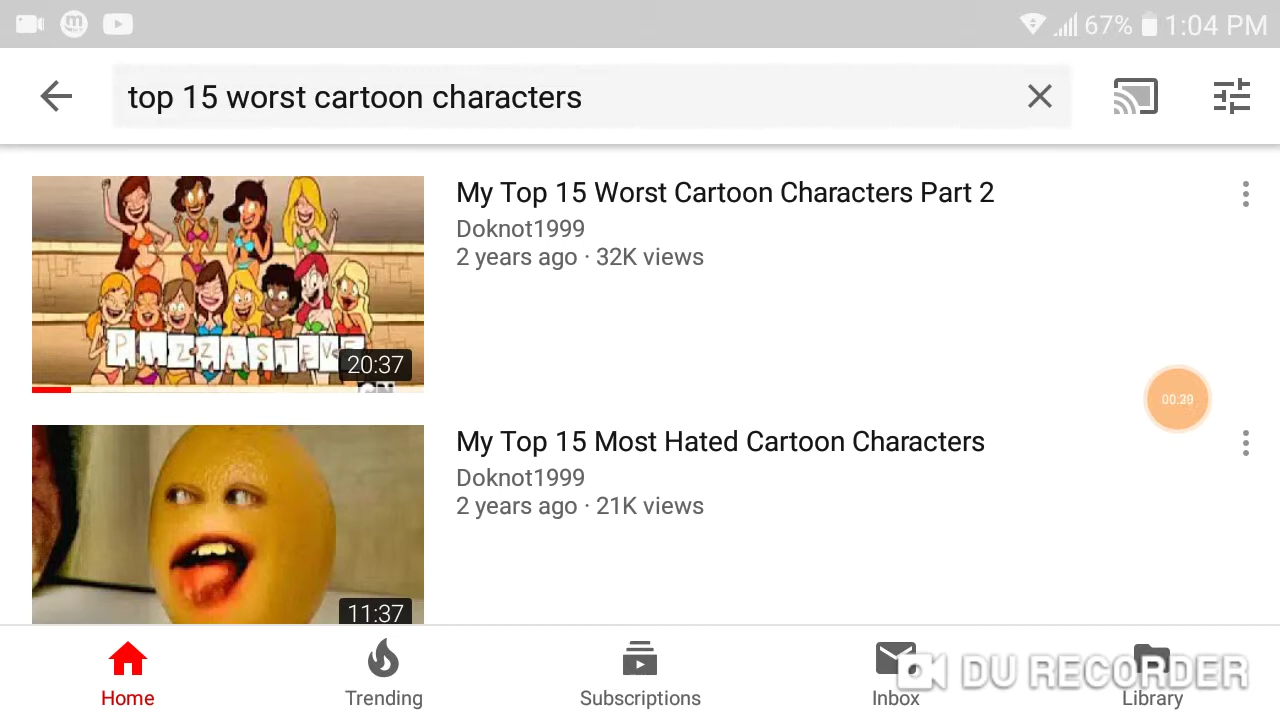 67% 1:04 PM
top 15 worst cartoon characters
My Top 15 Worst Cartoon Characters Part 2
Doknot1999
2 years ago · 32K views
PIZZA STEVE
20:37
CN
00:29
My Top 15 Most Hated Cartoon Characters
Doknot1999
2 years ago · 21K views
11:37
DU RECORDER
Home
Trending
Subscriptions
Inbox
Library